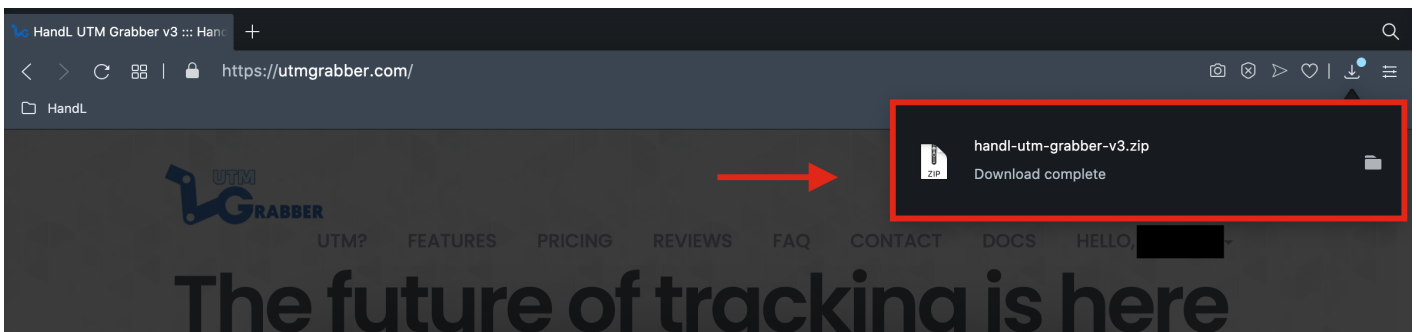 HandL UTM Grabber v3 ::: Hand
https://utmgrabber.com/
HandL
handl-utm-grabber-v3.zip
ZIP
Download complete
UTM
GRABBER
UTM? FEATURES PRICING REVIEWS FAQ CONTACT DOCS HELLO,
The future of tracking is here